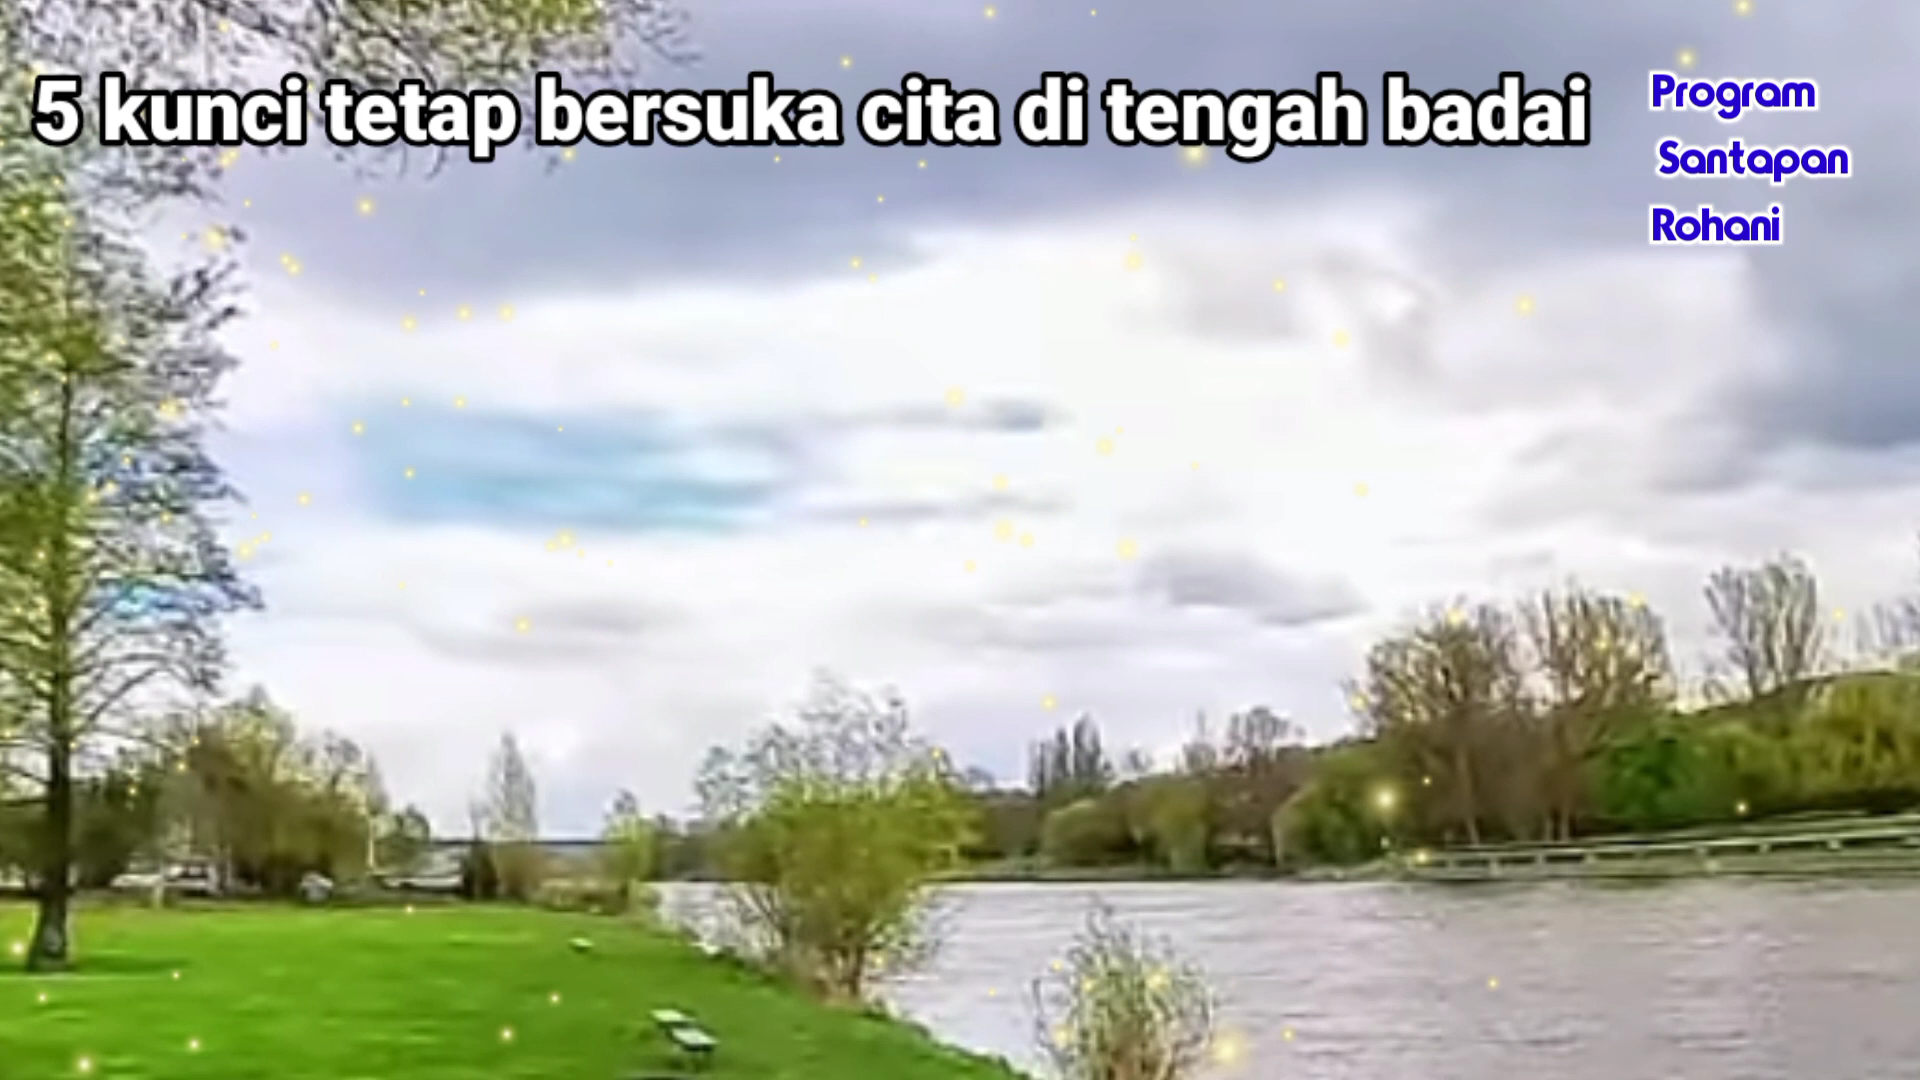 5 kunci tetap bersuka cita di tengah badai
Program
Santapan
Rohani